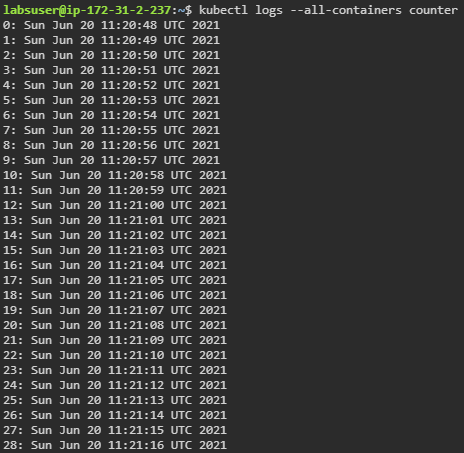 labsuser@ip-172-31-2-237:~$ kubectl logs --all-containers counter
0: Sun Jun 20 11:20:48 UTC 2021
1: Sun Jun 20 11:20:49 UTC 2021
2: Sun Jun 20 11:20:50 UTC 2021
3: Sun Jun 20 11:20:51 UTC 2021
4: Sun Jun 20 11:20:52 UTC 2021
5: Sun Jun 20 11:20:53 UTC 2021
6: Sun Jun 20 11:20:54 UTC 2021
7: Sun Jun 20 11:20:55 UTC 2021
8: Sun Jun 20 11:20:56 UTC 2021
9: Sun Jun 20 11:20:57 UTC 2021
10: Sun Jun 20 11:20:58 UTC 2021
11: Sun Jun 20 11:20:59 UTC 2021
12: Sun Jun 20 11:21:00 UTC 2021
13: Sun Jun 20 11:21:01 UTC 2021
14: Sun Jun 20 11:21:02 UTC 2021
15: Sun Jun 20 11:21:03 UTC 2021
16: Sun Jun 20 11:21:04 UTC 2021
17: Sun Jun 20 11:21:05 UTC 2021
18: Sun Jun 20 11:21:06 UTC 2021
19: Sun Jun 20 11:21:07 UTC 2021
20: Sun Jun 20 11:21:08 UTC 2021
21: Sun Jun 20 11:21:09 UTC 2021
22: Sun Jun 20 11:21:10 UTC 2021
23: Sun Jun 20 11:21:11 UTC 2021
24: Sun Jun 20 11:21:12 UTC 2021
25: Sun Jun 20 11:21:13 UTC 2021
26: Sun Jun 20 11:21:14 UTC 2021
27: Sun Jun 20 11:21:15 UTC 2021
28: Sun Jun 20 11:21:16 UTC 2021